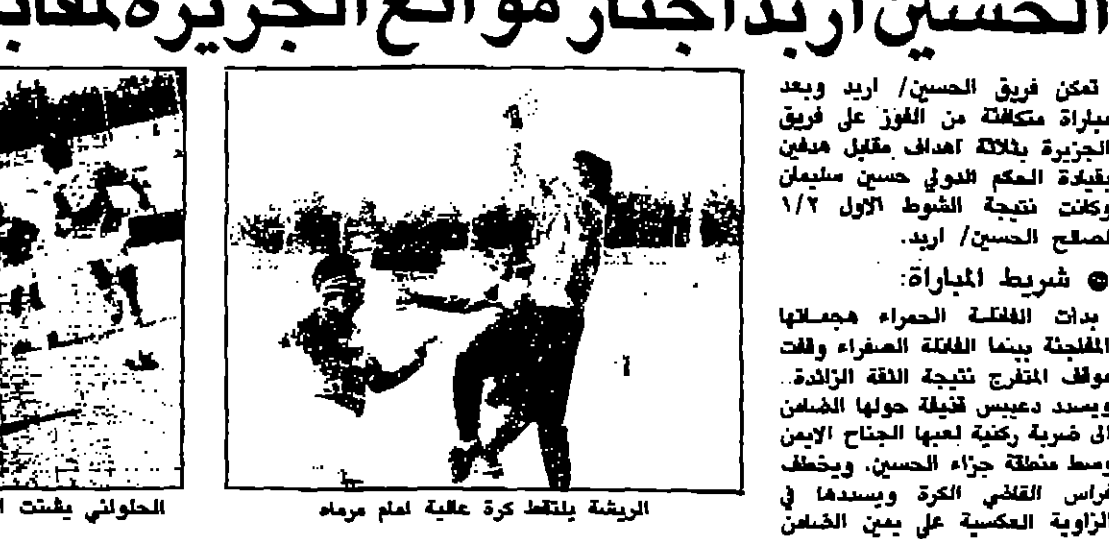 الحسين اربد اجتاز مواقع الجزيرة
تمكن فريق الحسين/ اربد وبعد
مباراة متكافئة من الفوز على فريق
الجزيرة بثلاثة اهداف مقابل هدفين
بقيادة الحكم الدولي حسين سليمان
وكانت نتيجة الشوط الاول ١/٢
لصالح الحسين/ اربد.
شريط المباراة:
بدات الفانلة الحمراء هجماتها
المفاجئة بينما الفانلة الصفراء وقفت
موقف المتفرج نتيجة الثقة الزائدة..
ويسدد دعيبس قذيفة حولها الضامن
الى ضربة ركنية لعبها الجناح الايمن
وسط منطقة جزاء الحسين. ويخطف
فراس القاضي الكرة ويسددها في
الزاوية العكسية على يمين الضامن
الريشة يلتقط كرة عالية امام مرماه
الحلواني يشتت